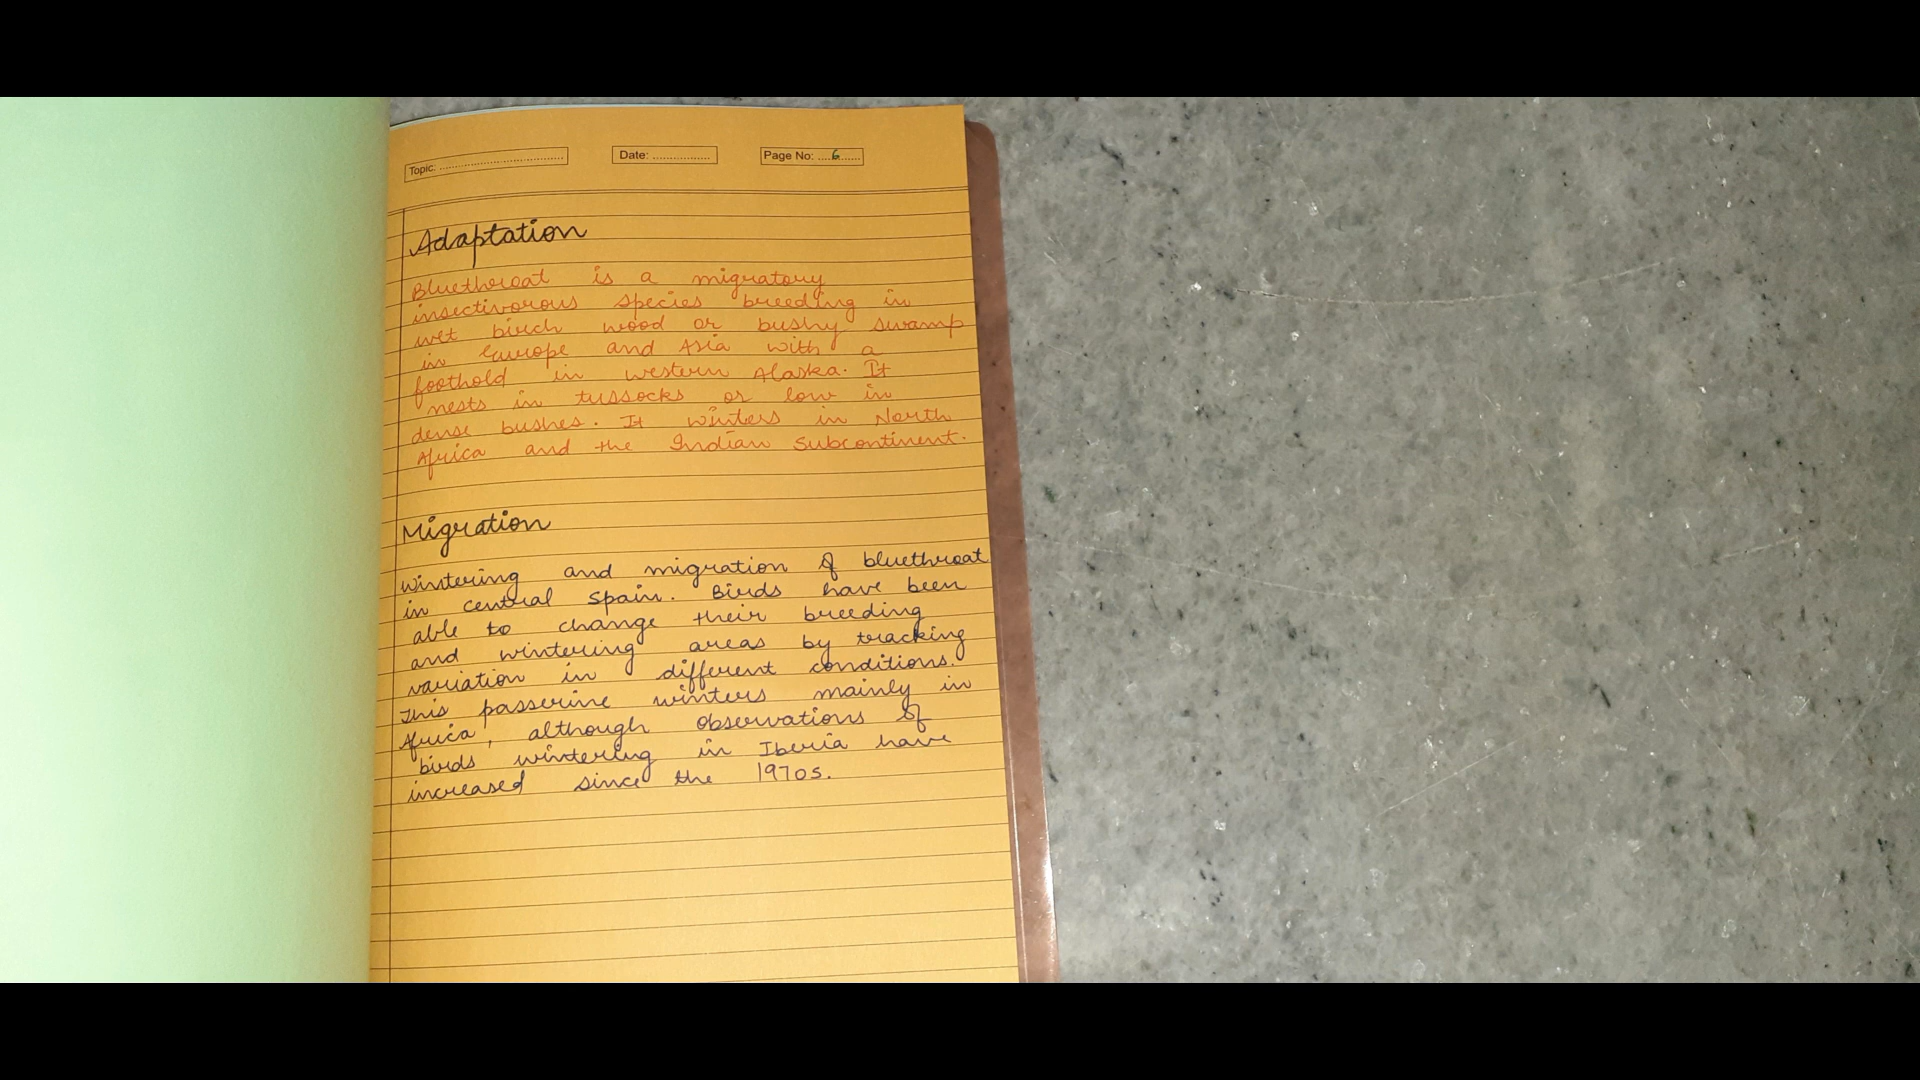 Topic: ................................
Date: ................
Page No: ....6......
Adaptation
Bluethroat is a migratory
insectivorous species breeding in
wet birch wood or bushy swamp
in Europe and Asia with a
foothold in western Alaska. It
nests in tussocks or low in
dense bushes. It winters in North
Africa and the Indian Subcontinent.
Migration
Wintering and migration of bluethroat
in central Spain. Birds have been
able to change their breeding
and wintering areas by tracking
variation in different conditions.
This passerine winters mainly in
Africa, although observations of
birds wintering in Iberia have
increased since the 1970s.